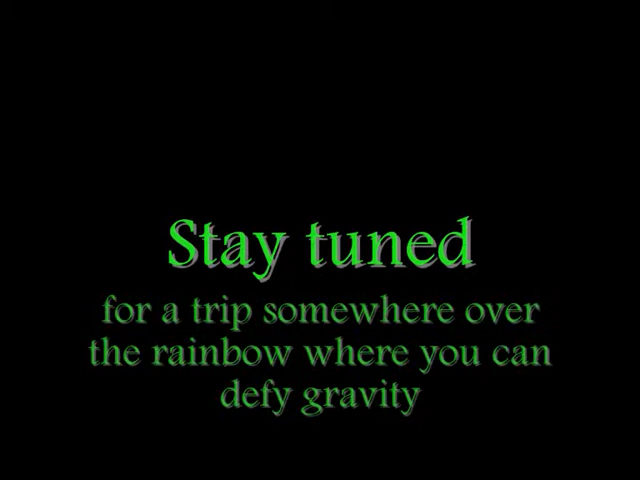 Stay tuned
for a trip somewhere over
the rainbow where you can
defy gravity